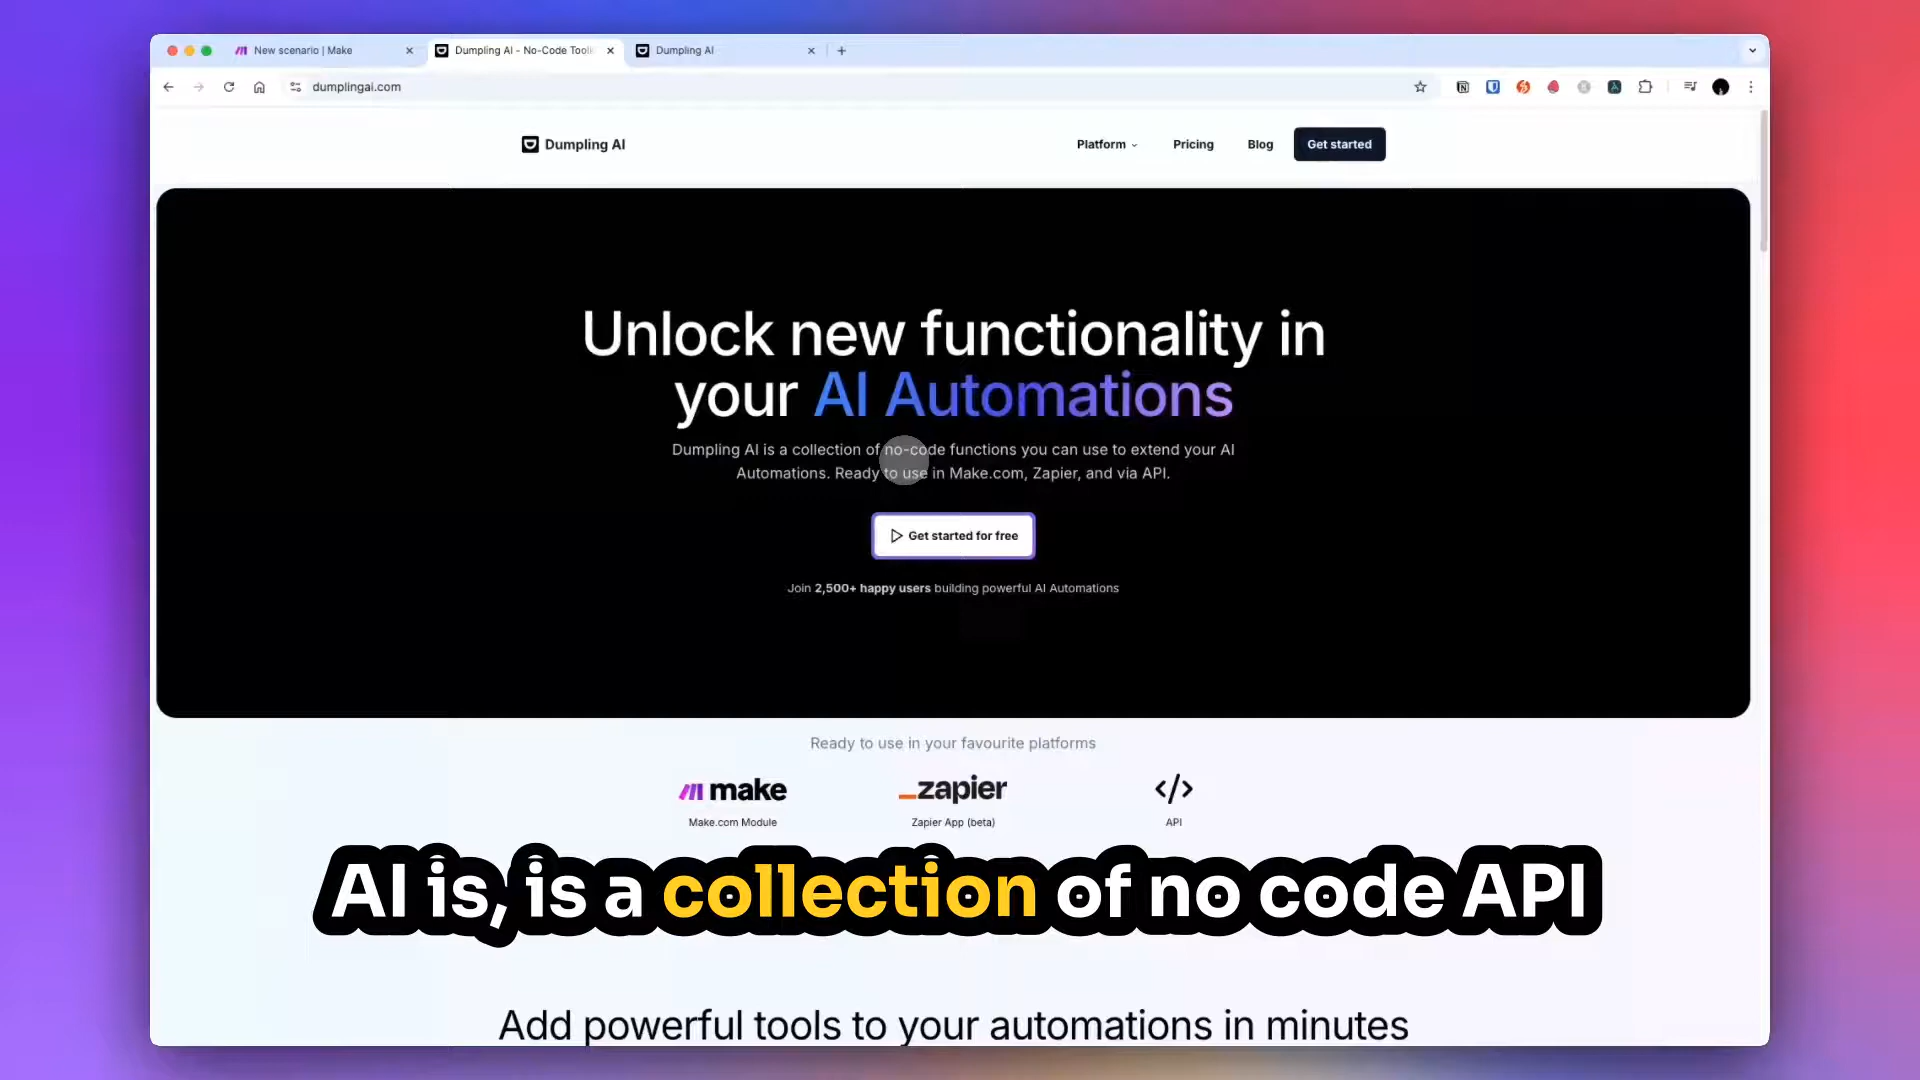 New scenario | Make
Dumpling AI - No-Code Toolk
Dumpling AI
dumplingai.com
Dumpling AI
Platform
Pricing
Blog
Get started
Unlock new functionality in
your AI Automations
Dumpling AI is a collection of no-code functions you can use to extend your AI
Automations. Ready to use in Make.com, Zapier, and via API.
Get started for free
Join 2,500+ happy users building powerful AI Automations
Ready to use in your favourite platforms
make
zapier
</>
Make.com Module
Zapier App (beta)
API
AI is, is a collection of no code API
Add powerful tools to your automations in minutes